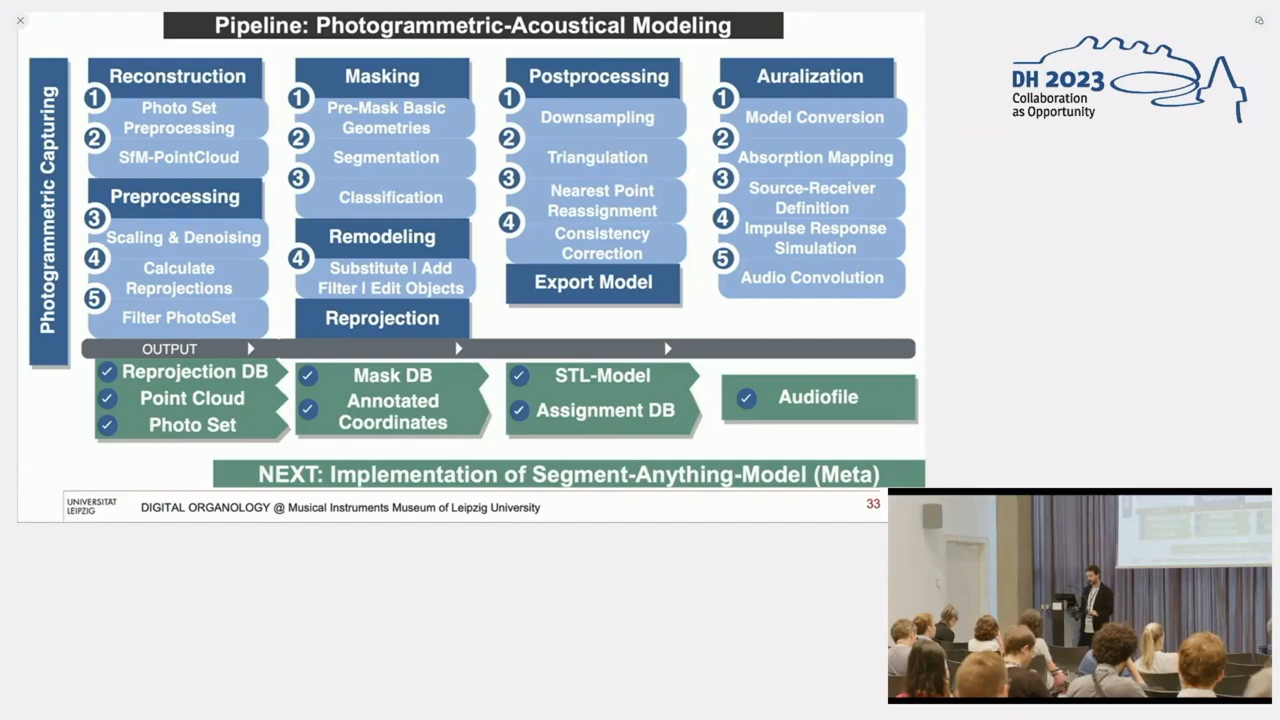 Pipeline: Photogrammetric-Acoustical Modeling
Photogrammetric Capturing
Reconstruction
1
Photo Set
Preprocessing
2
SfM-PointCloud
Preprocessing
3
Scaling & Denoising
4
Calculate
Reprojections
5
Filter PhotoSet
Masking
1
Pre-Mask Basic
Geometries
2
Segmentation
3
Classification
Remodeling
4
Substitute | Add
Filter | Edit Objects
Reprojection
Postprocessing
1
Downsampling
2
Triangulation
3
Nearest Point
Reassignment
4
Consistency
Correction
Export Model
Auralization
1
Model Conversion
2
Absorption Mapping
3
Source-Receiver
Definition
4
Impulse Response
Simulation
5
Audio Convolution
OUTPUT
Reprojection DB
Point Cloud
Photo Set
Mask DB
Annotated
Coordinates
STL-Model
Assignment DB
Audiofile
NEXT: Implementation of Segment-Anything-Model (Meta)
UNIVERSITAT
LEIPZIG
DIGITAL ORGANOLOGY @ Musical Instruments Museum of Leipzig University
33
DH 2023
Collaboration
as Opportunity